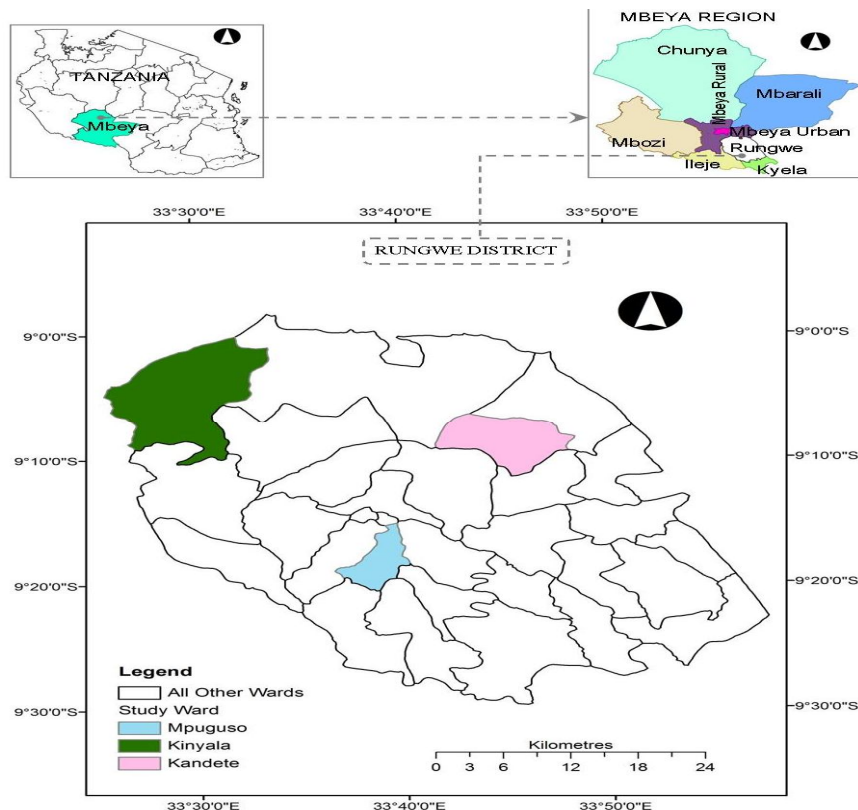 TANZANIA
Mbeya
MBEYA REGION
Chunya
Mbeya Rural
Mbarali
Mbeya Urban
Mbozi
Rungwe
Ileje
Kyela
33°30'0"E
33°40'0"E
33°50'0"E
RUNGWE DISTRICT
9°0'0"S
9°0'0"S
9°10'0"S
9°10'0"S
9°20'0"S
9°20'0"S
9°30'0"S
9°30'0"S
Legend
All Other Wards
Study Ward
Mpuguso
Kinyala
Kandete
Kilometres
0 3 6 12 18 24
33°30'0"E
33°40'0"E
33°50'0"E